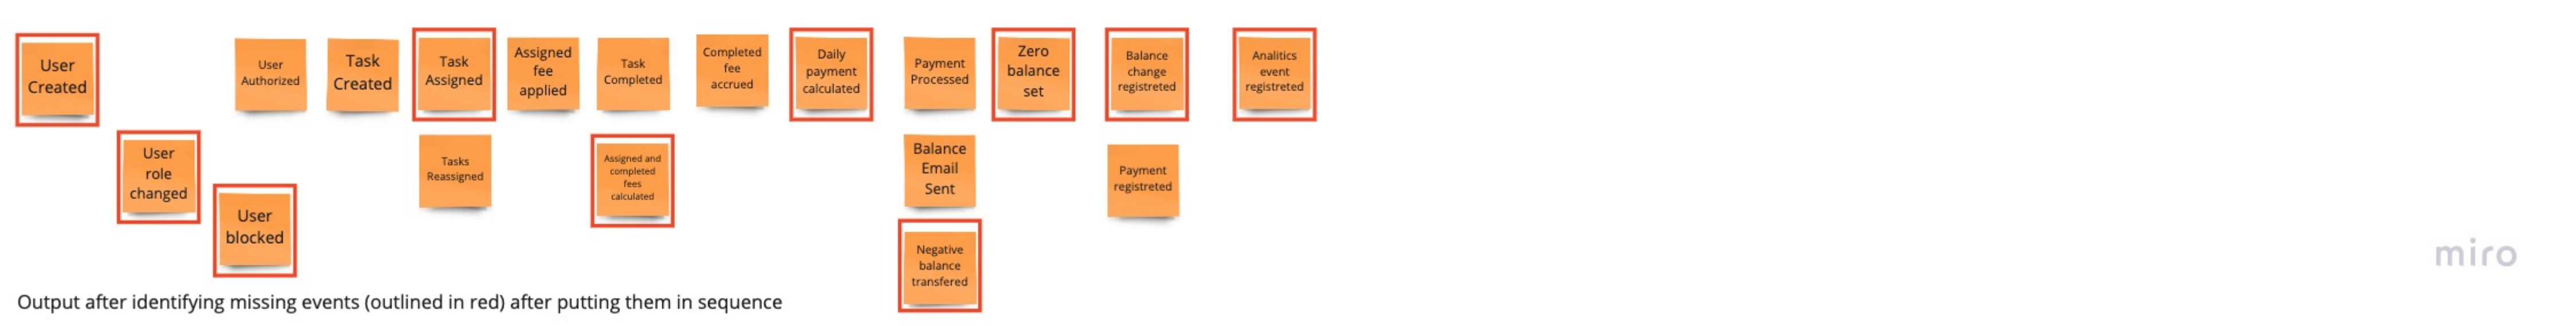 User
Created
User
Authorized
Task
Created
Task
Assigned
Assigned
fee
applied
Task
Completed
Completed
fee
accrued
Daily
payment
calculated
Payment
Processed
Zero
balance
set
Balance
change
registreted
Analitics
event
registreted
User
role
changed
Tasks
Reassigned
Assigned and
completed
fees
calculated
Balance
Email
Sent
Payment
registreted
User
blocked
Negative
balance
transfered
miro
Output after identifying missing events (outlined in red) after putting them in sequence